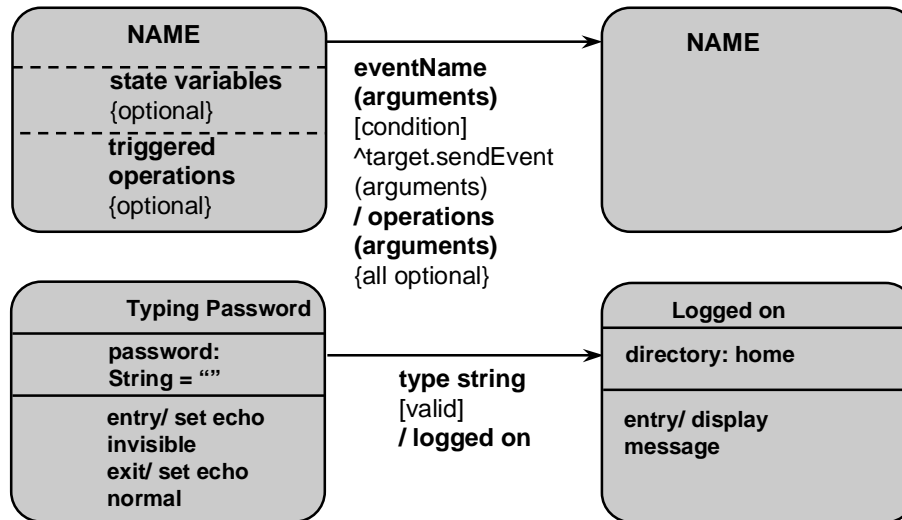 NAME
state variables
{optional}
triggered
operations
{optional}
eventName
(arguments)
[condition]
^target.sendEvent
(arguments)
/ operations
(arguments)
{all optional}
NAME
Typing Password
password:
String = “”
entry/ set echo
invisible
exit/ set echo
normal
type string
[valid]
/ logged on
Logged on
directory: home
entry/ display
message